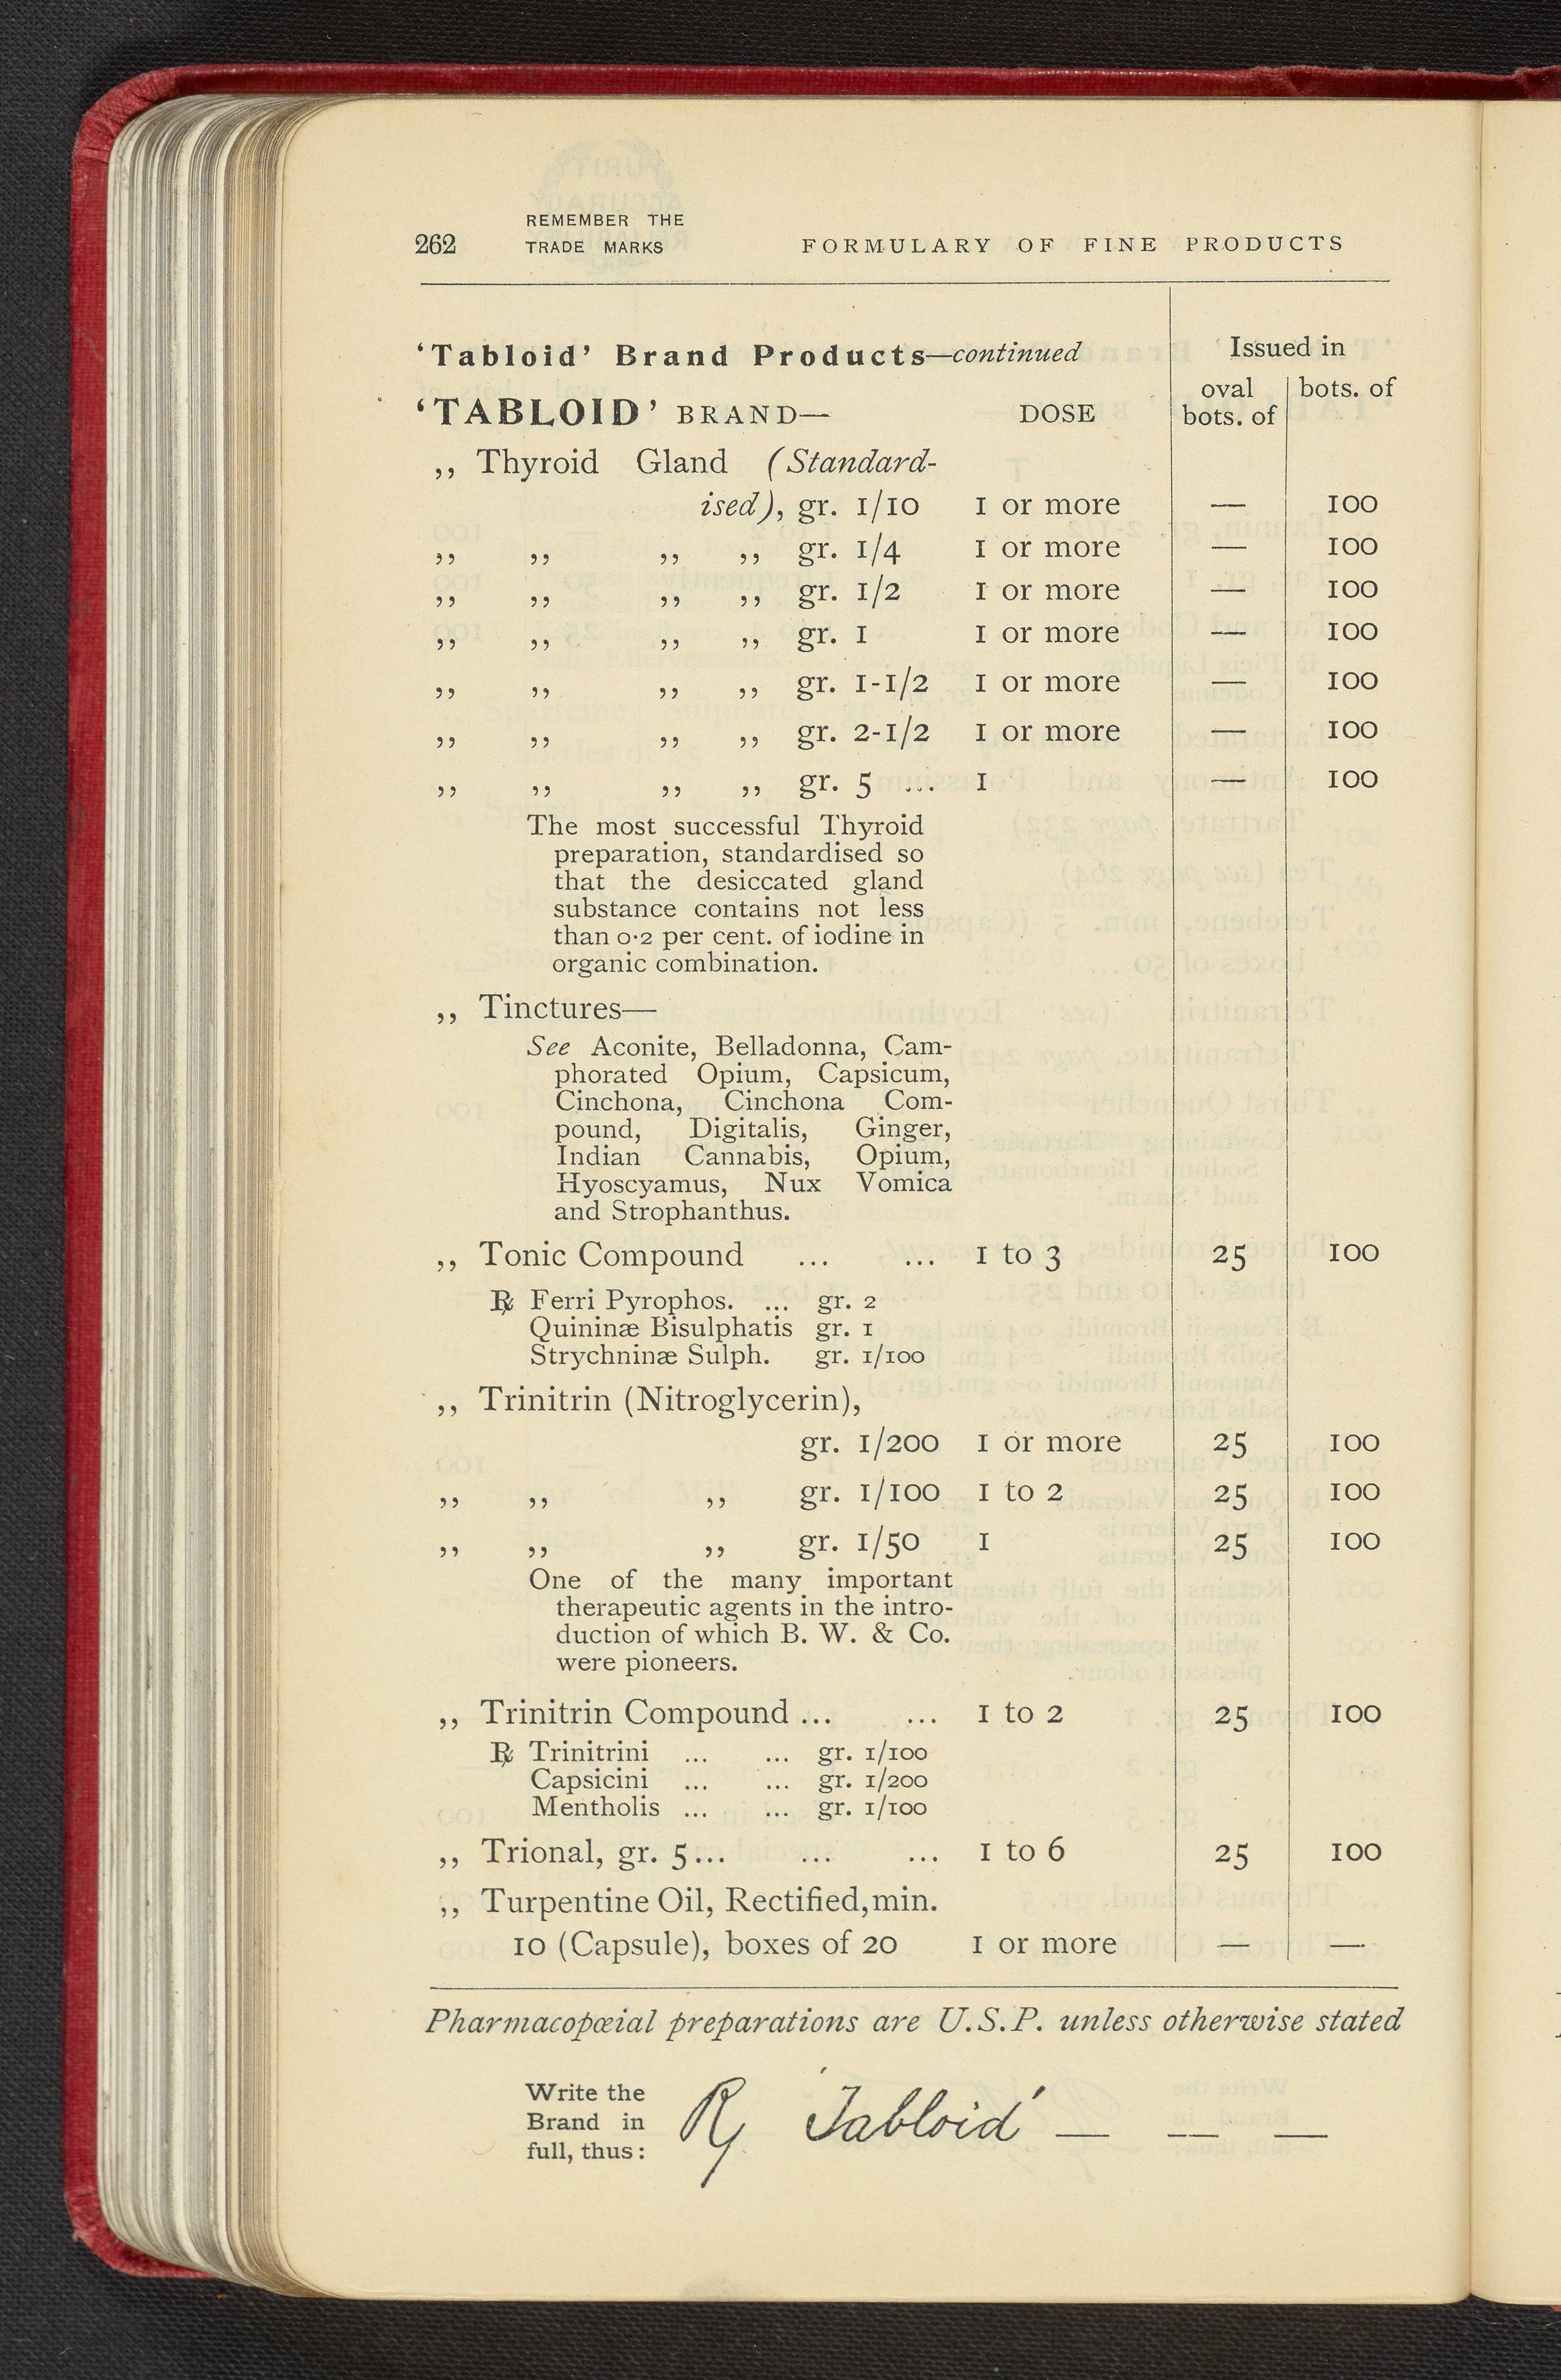 262 REMEMBER THE TRADE MARKS FORMULARY OF FINE PRODUCTS
'Tabloid' Brand Products—continued Issued in
'TABLOID' BRAND— DOSE oval bots. of bots. of
,, Thyroid Gland (Standard-
ised), gr. 1/10 1 or more — 100
,, ,, ,, ,, gr. 1/4 1 or more — 100
,, ,, ,, ,, gr. 1/2 1 or more — 100
,, ,, ,, ,, gr. 1 1 or more — 100
,, ,, ,, ,, gr. 1-1/2 1 or more — 100
,, ,, ,, ,, gr. 2-1/2 1 or more — 100
,, ,, ,, ,, gr. 5 ... 1 — 100
The most successful Thyroid
preparation, standardised so
that the desiccated gland
substance contains not less
than 0·2 per cent. of iodine in
organic combination.
,, Tinctures—
See Aconite, Belladonna, Cam-
phorated Opium, Capsicum,
Cinchona, Cinchona Com-
pound, Digitalis, Ginger,
Indian Cannabis, Opium,
Hyoscyamus, Nux Vomica
and Strophanthus.
,, Tonic Compound ... ... 1 to 3 25 100
℞ Ferri Pyrophos. ... gr. 2
Quininæ Bisulphatis gr. 1
Strychninæ Sulph. gr. 1/100
,, Trinitrin (Nitroglycerin),
gr. 1/200 1 or more 25 100
,, ,, ,, gr. 1/100 1 to 2 25 100
,, ,, ,, gr. 1/50 1 25 100
One of the many important
therapeutic agents in the intro-
duction of which B. W. & Co.
were pioneers.
,, Trinitrin Compound ... ... 1 to 2 25 100
℞ Trinitrini ... ... gr. 1/100
Capsicini ... ... gr. 1/200
Mentholis ... ... gr. 1/100
,, Trional, gr. 5... ... ... 1 to 6 25 100
,, Turpentine Oil, Rectified, min.
10 (Capsule), boxes of 20 1 or more — —
Pharmacopœial preparations are U.S.P. unless otherwise stated
Write the
Brand in
full, thus: ℞ 'Tabloid' — — —